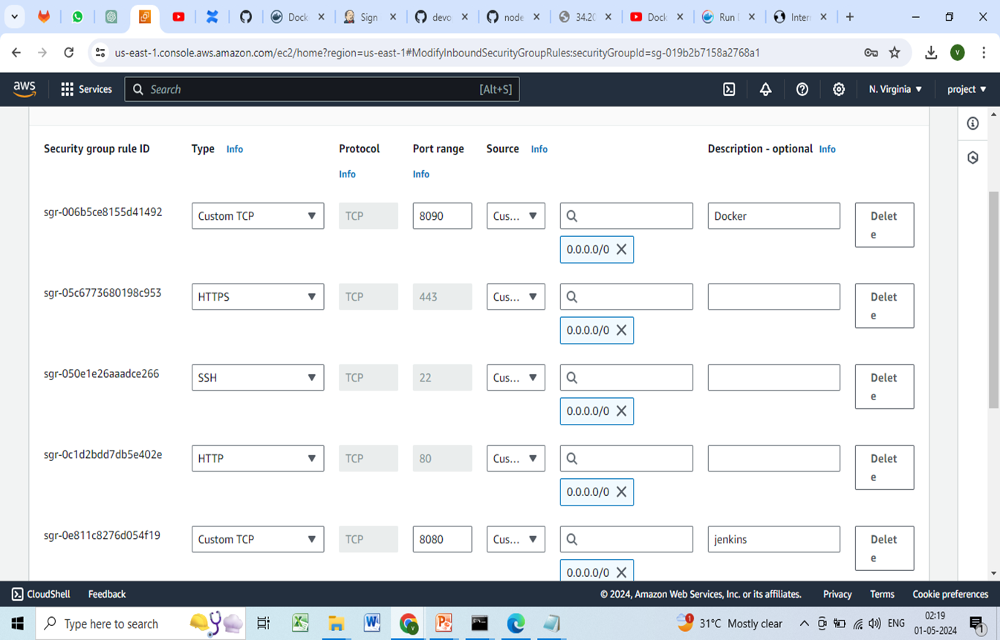 Dock
Sign
devo
node
34.20
Dock
Run
Inter
us-east-1.console.aws.amazon.com/ec2/home?region=us-east-1#ModifyInboundSecurityGroupRules:securityGroupId=sg-019b2b7158a2768a1
V
aws
Services
Search
[Alt+S]
N. Virginia
project
Security group rule ID
Type Info
Protocol
Info
Port range
Info
Source Info
Description - optional Info
sgr-006b5ce8155d41492
Custom TCP
TCP
8090
Cus...
Docker
Delet
e
0.0.0.0/0
sgr-05c6773680198c953
HTTPS
TCP
443
Cus...
Delet
e
0.0.0.0/0
sgr-050e1e26aaadce266
SSH
TCP
22
Cus...
Delet
e
0.0.0.0/0
sgr-0c1d2bdd7db5e402e
HTTP
TCP
80
Cus...
Delet
e
0.0.0.0/0
sgr-0e811c8276d054f19
Custom TCP
TCP
8080
Cus...
jenkins
Delet
e
0.0.0.0/0
CloudShell
Feedback
© 2024, Amazon Web Services, Inc. or its affiliates.
Privacy
Terms
Cookie preferences
Type here to search
1
31°C Mostly clear
ENG
02:19
01-05-2024
1